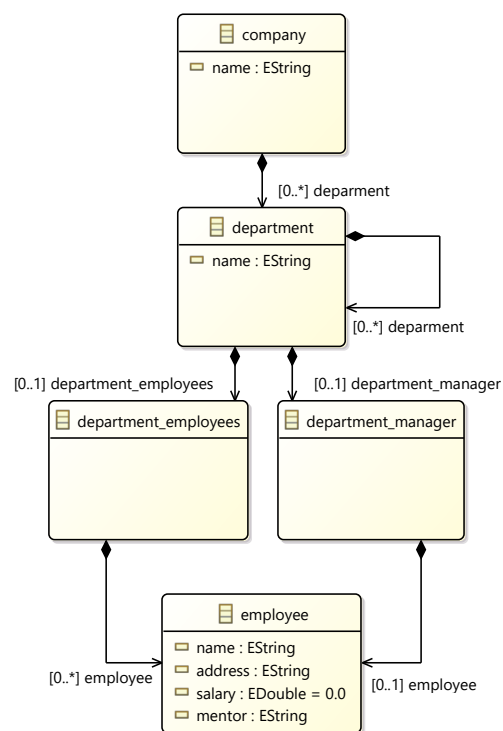 company
name : EString
[0..*] deparment
department
name : EString
[0..*] deparment
[0..1] department_employees
[0..1] department_manager
department_employees
department_manager
employee
name : EString
address : EString
salary : EDouble = 0.0
mentor : EString
[0..*] employee
[0..1] employee